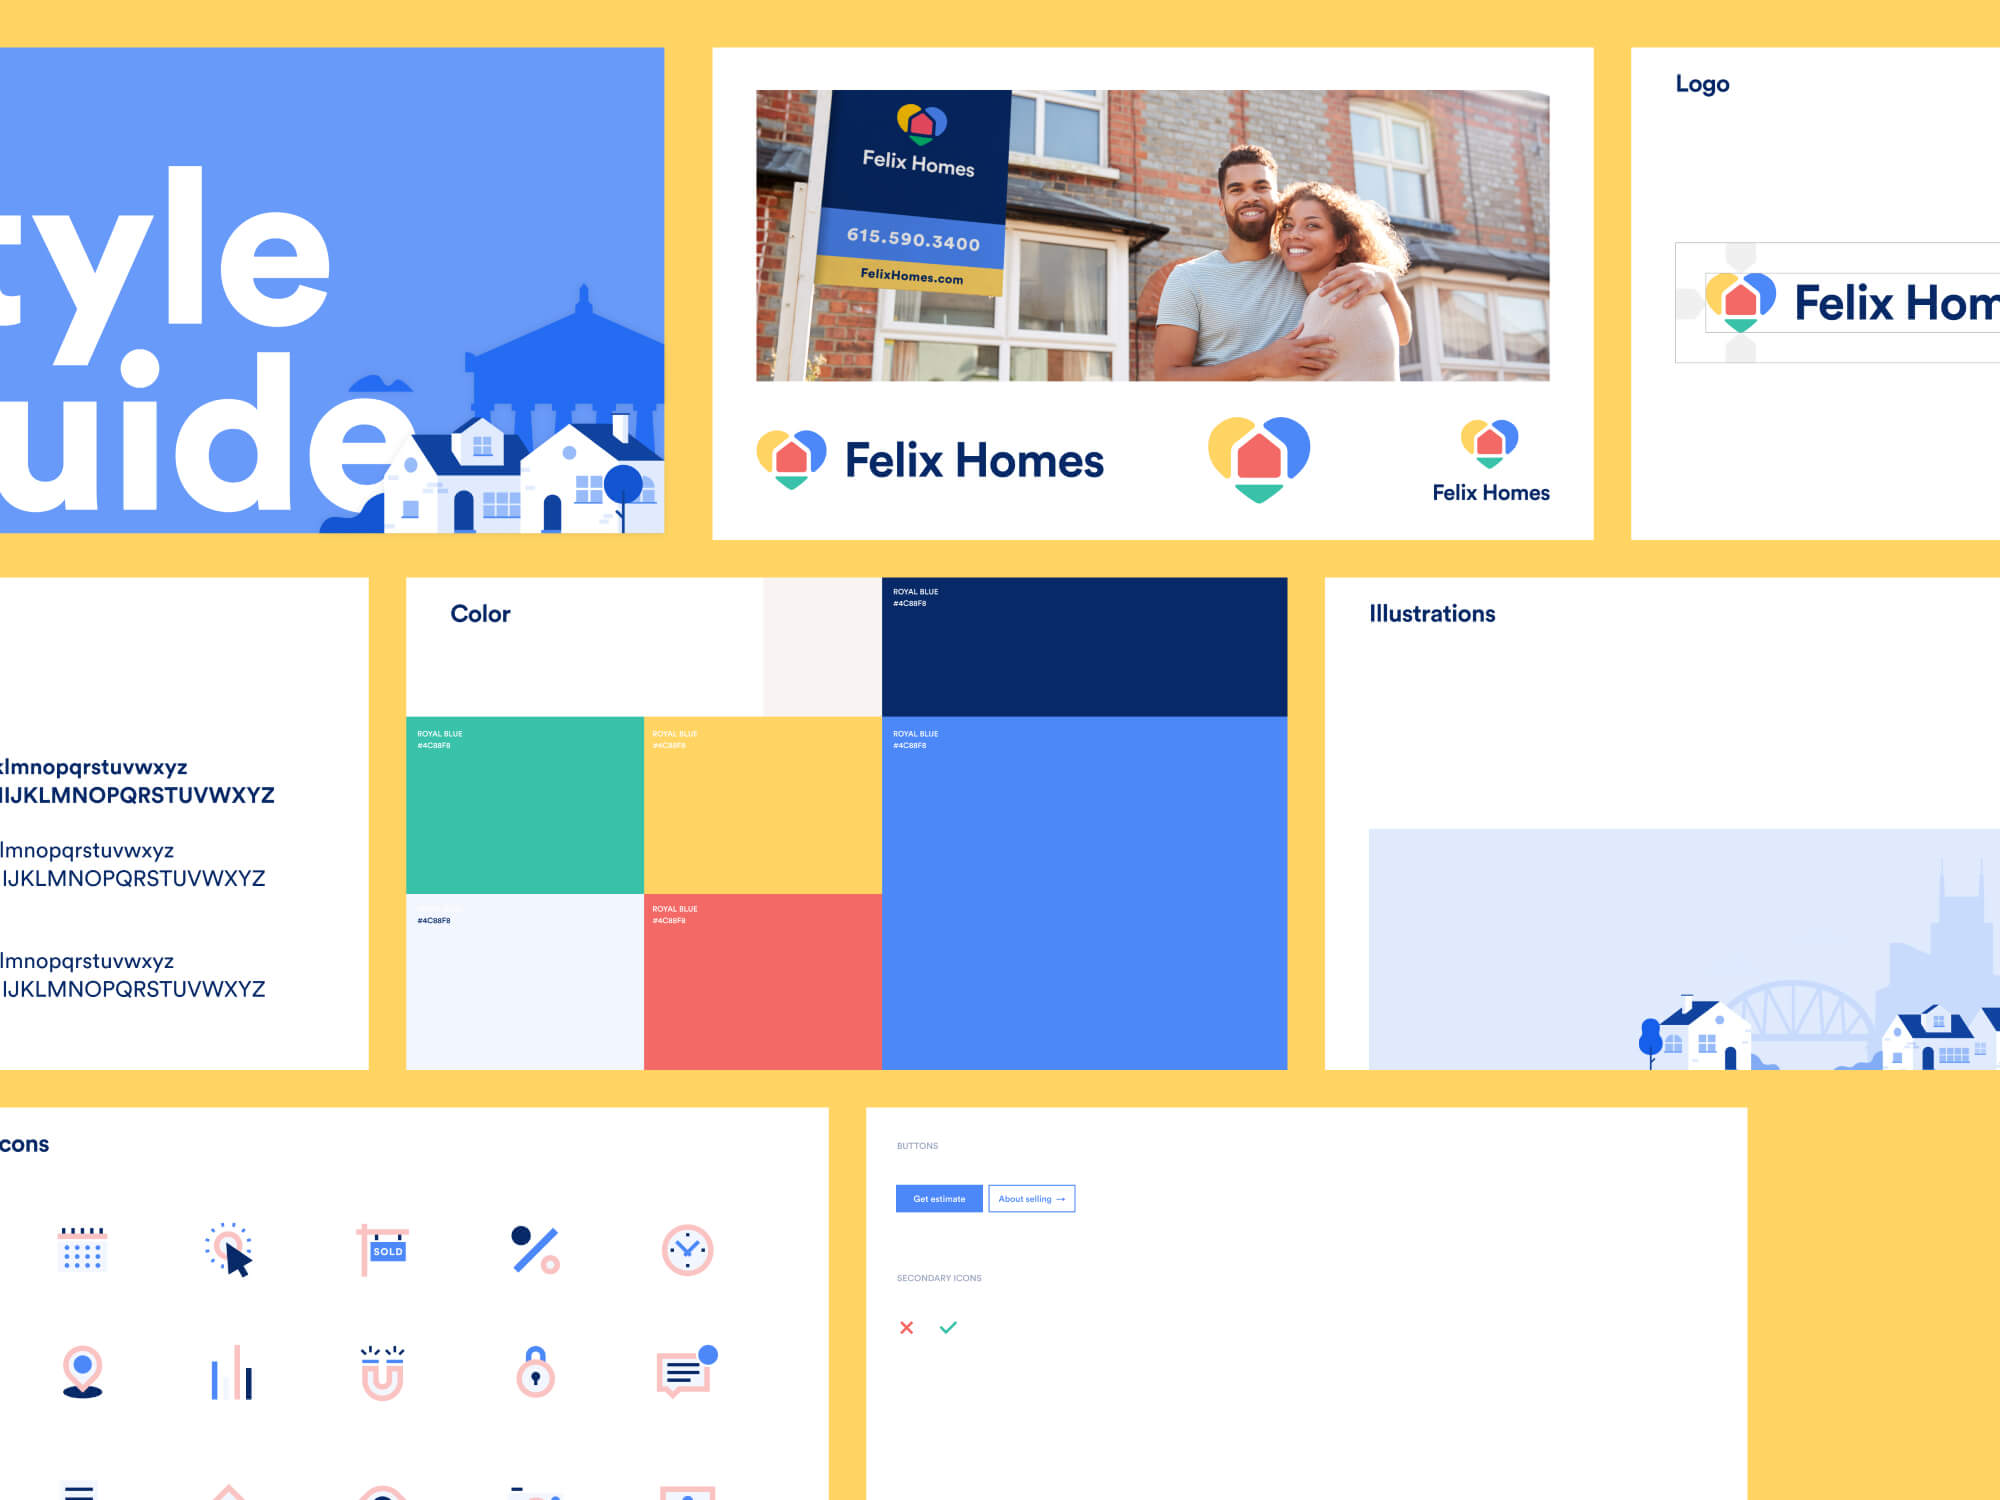 tyle
uide
Felix Homes
615.590.3400
FelixHomes.com
Felix Homes
Felix Homes
Logo
Felix Hom
klmnopqrstuvwxyz
HIJKLMNOPQRSTUVWXYZ
lmnopqrstuvwxyz
IJKLMNOPQRSTUVWXYZ
lmnopqrstuvwxyz
IJKLMNOPQRSTUVWXYZ
Color
ROYAL BLUE
#4C88F8
ROYAL BLUE
#4C88F8
ROYAL BLUE
#4C88F8
ROYAL BLUE
#4C88F8
#4C88F8
ROYAL BLUE
#4C88F8
Illustrations
cons
SOLD
BUTTONS
Get estimate
About selling →
SECONDARY ICONS